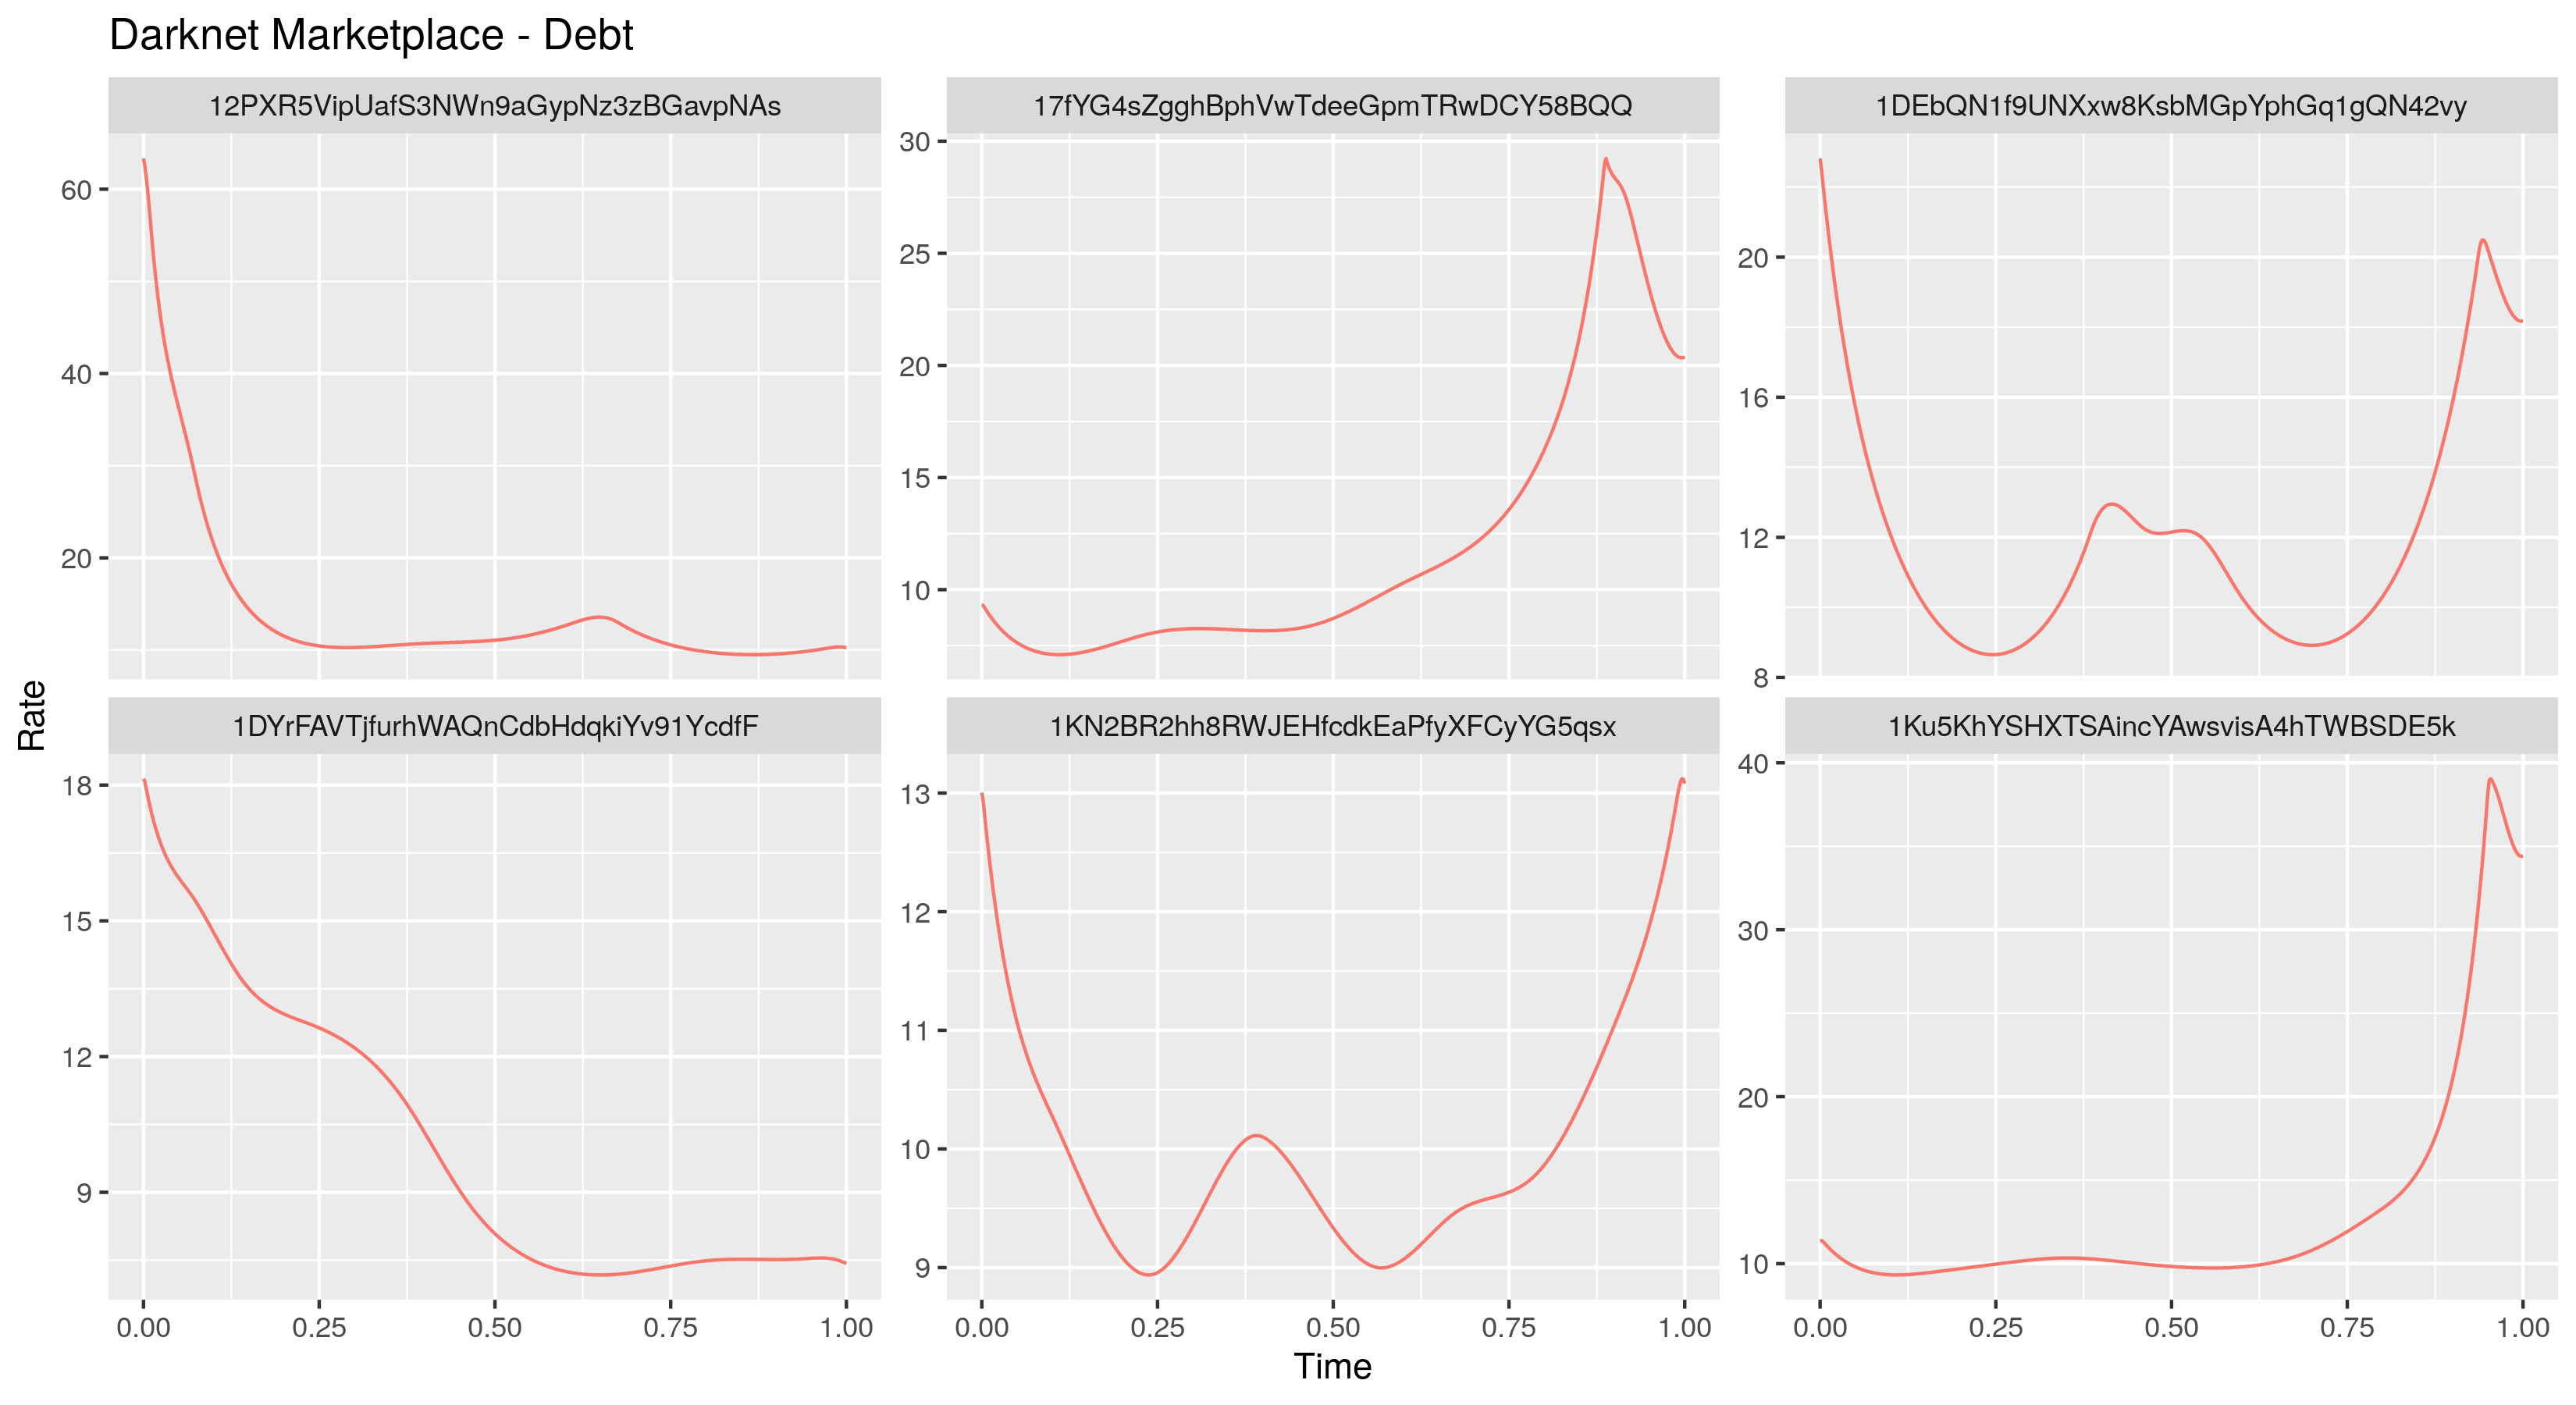 Darknet Marketplace - Debt
12PXR5VipUafS3NWn9aGypNz3zBGavpNAs
17fYG4sZgghBphVwTdeeGpmTRwDCY58BQQ
1DEbQN1f9UNXxw8KsbMGpYphGq1gQN42vy
60
40
20
30
25
20
15
10
20
16
12
8
Rate
1DYrFAVTjfurhWAQnCdbHdqkiYv91YcdfF
1KN2BR2hh8RWJEHfcdkEaPfyXFCyYG5qsx
1Ku5KhYSHXTSAincYAwsvisA4hTWBSDE5k
18
15
12
9
13
12
11
10
9
40
30
20
10
0.00 0.25 0.50 0.75 1.00
0.00 0.25 0.50 0.75 1.00
0.00 0.25 0.50 0.75 1.00
Time